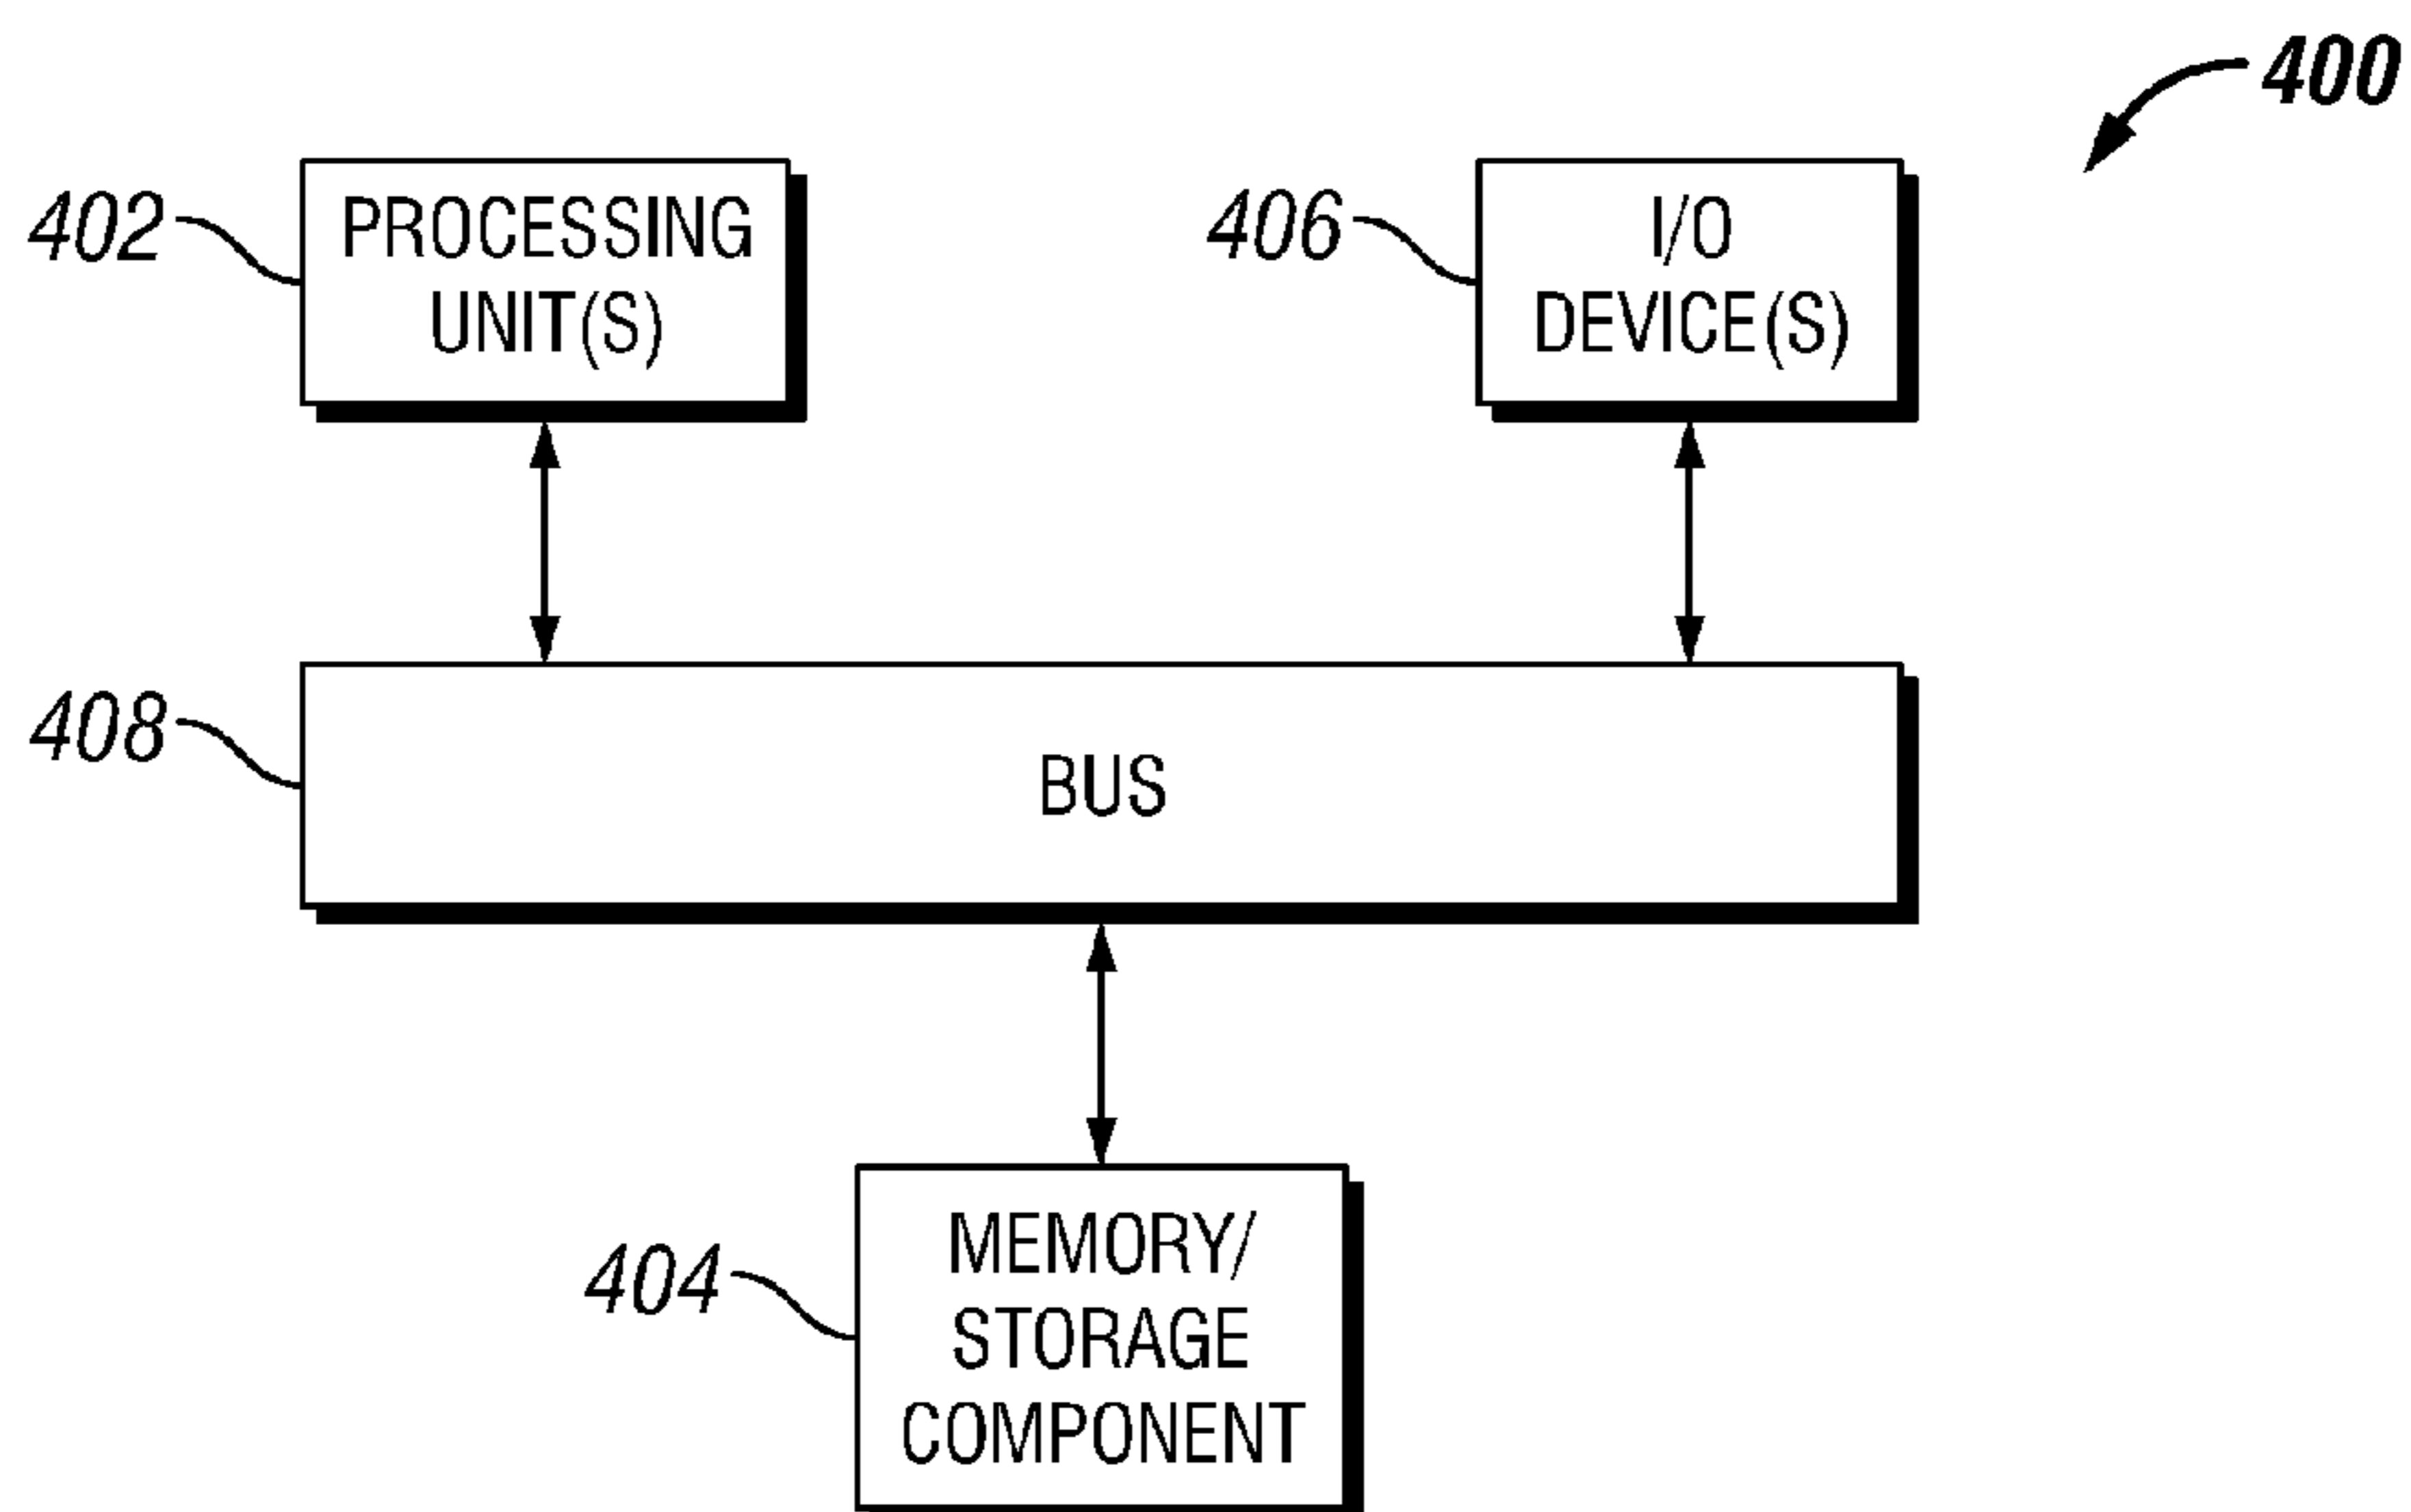 400
402
PROCESSING
UNIT(S)
406
I/O
DEVICE(S)
408
BUS
404
MEMORY/
STORAGE
COMPONENT